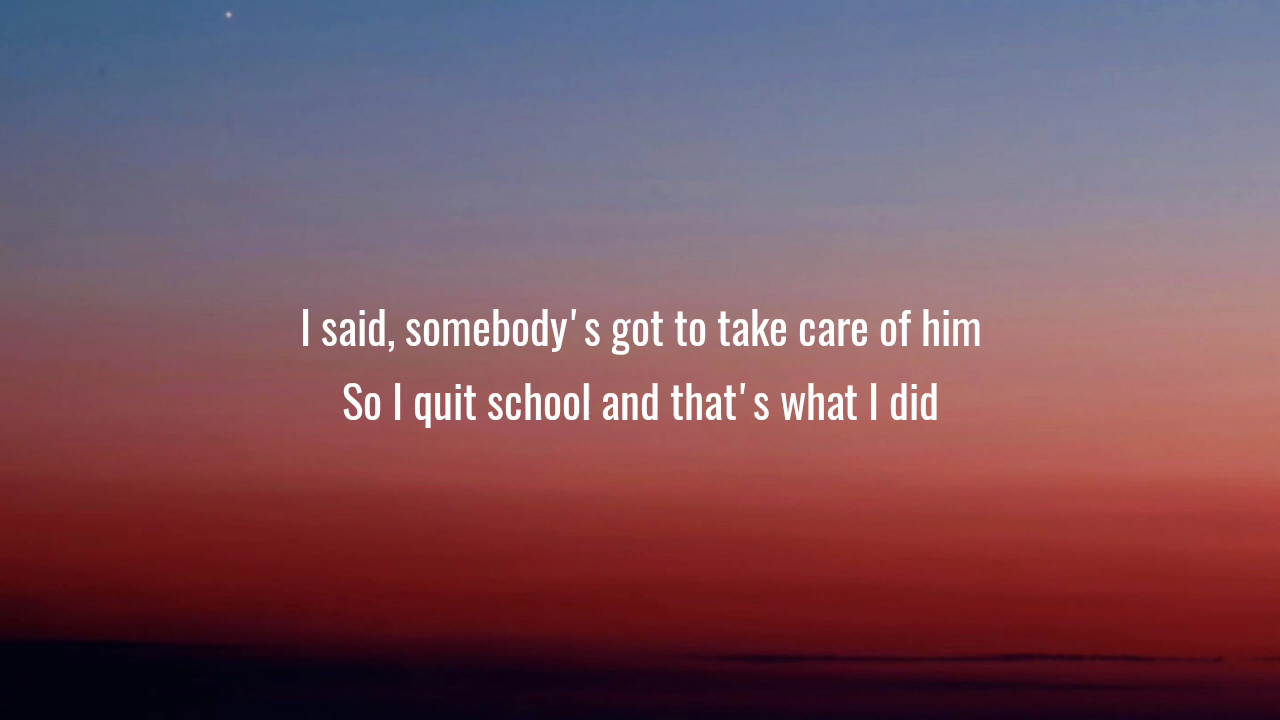 I said, somebody's got to take care of him
So I quit school and that's what I did